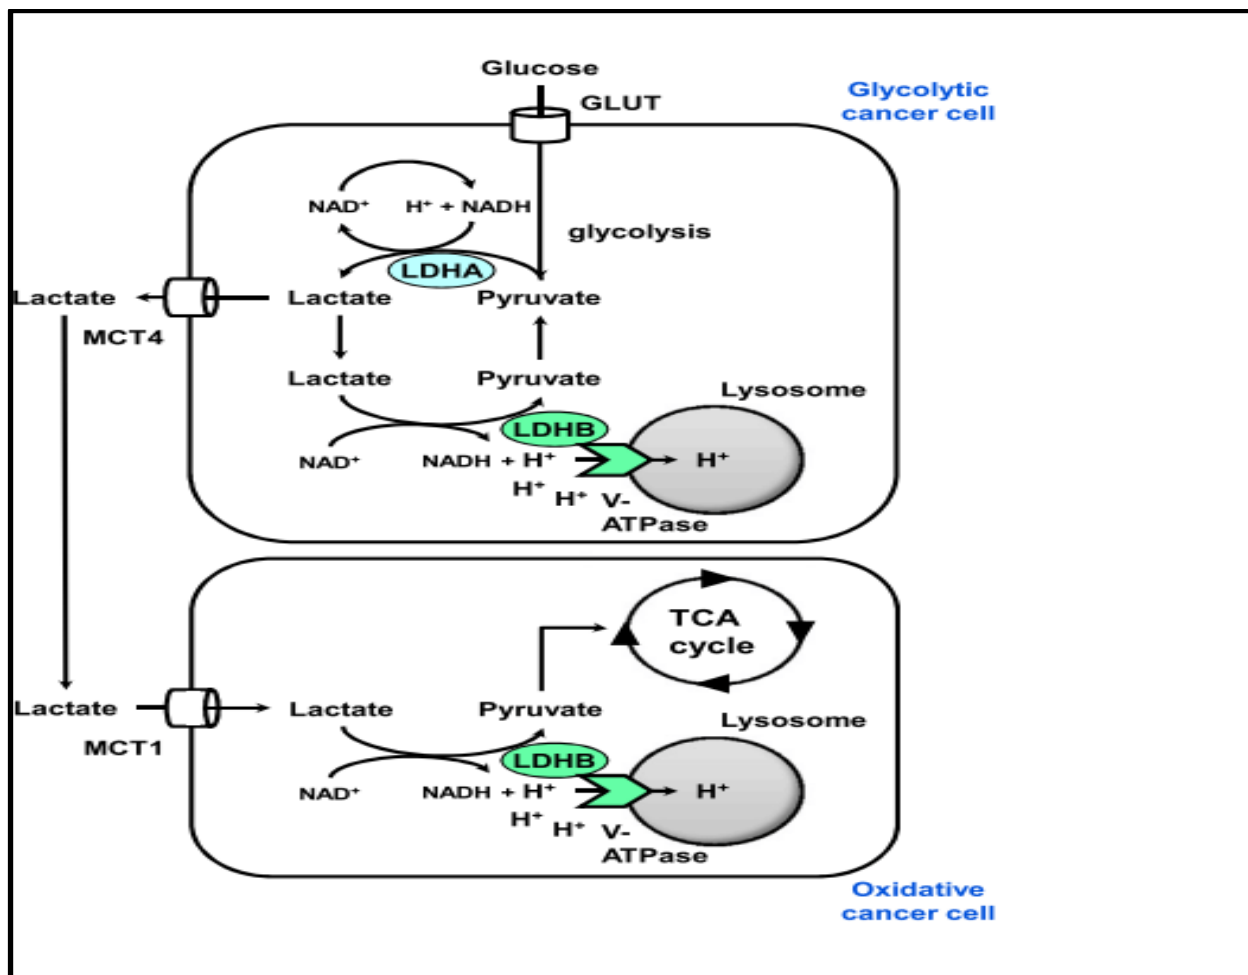 Glucose
GLUT
Glycolytic
cancer cell
NAD⁺
H⁺ + NADH
glycolysis
LDHA
Lactate
Lactate
Pyruvate
MCT4
Lactate
Pyruvate
Lysosome
LDHB
NAD⁺
NADH + H⁺
H⁺
H⁺
H⁺
V-
ATPase
TCA
cycle
Lactate
Lactate
Pyruvate
Lysosome
MCT1
LDHB
NAD⁺
NADH + H⁺
H⁺
H⁺
H⁺
V-
ATPase
Oxidative
cancer cell